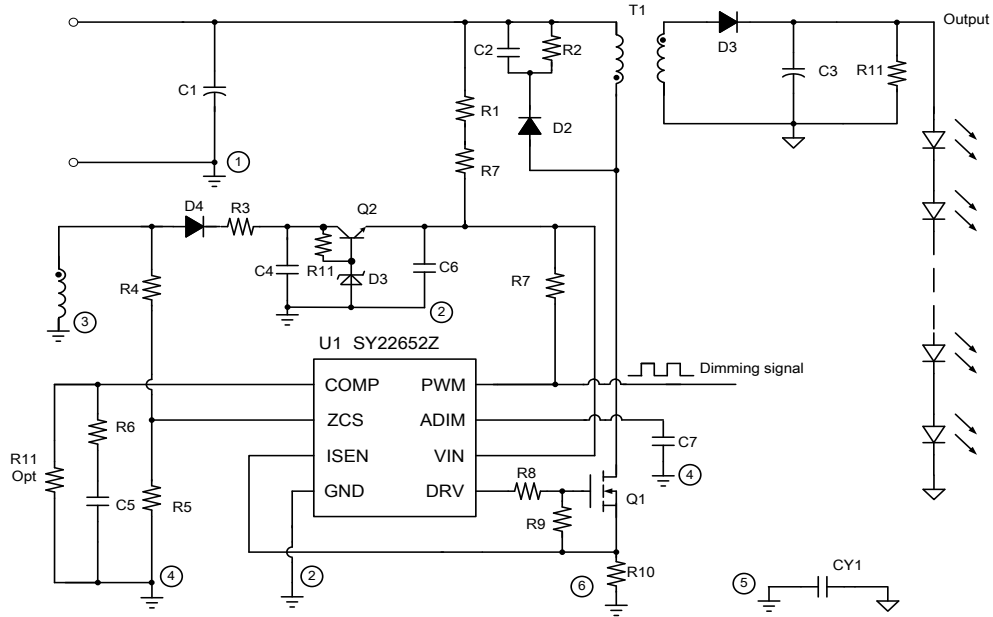 T1
Output
C1
C2
R2
D3
C3
R11
R1
D2
R7
1
D4
R3
Q2
R4
C4
R11
D3
C6
R7
3
2
U1 SY22652Z
Dimming signal
COMP
PWM
ZCS
ADIM
ISEN
VIN
GND
DRV
R6
R11
Opt
C5
R5
C7
4
R8
R9
Q1
4
2
6
R10
5
CY1